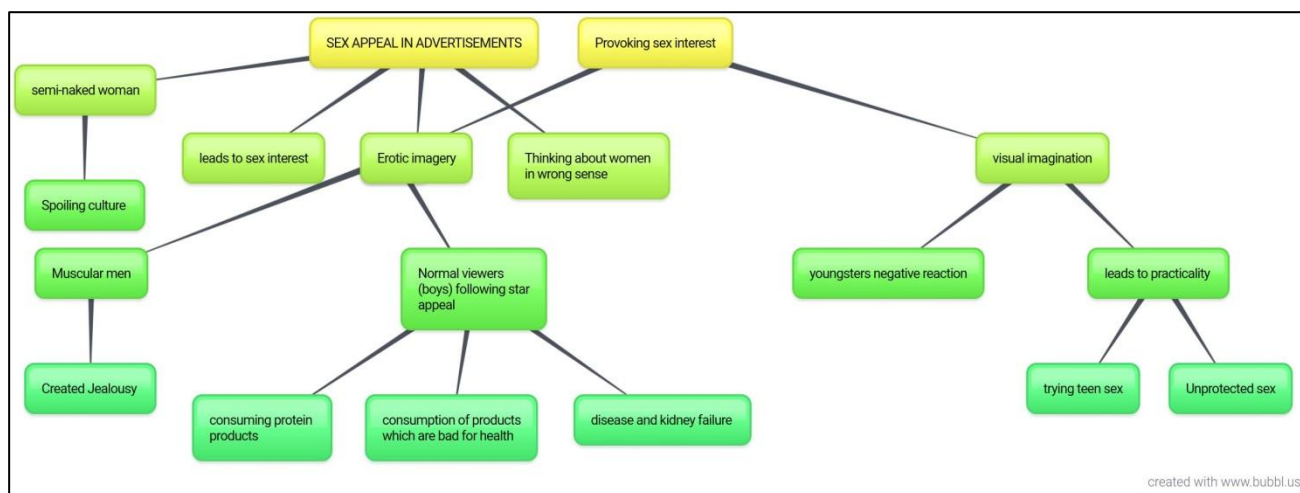 SEX APPEAL IN ADVERTISEMENTS
Provoking sex interest
semi-naked woman
leads to sex interest
Erotic imagery
Thinking about women
in wrong sense
visual imagination
Spoiling culture
Muscular men
Normal viewers
(boys) following star
appeal
youngsters negative reaction
leads to practicality
Created Jealousy
consuming protein
products
consumption of products
which are bad for health
disease and kidney failure
trying teen sex
Unprotected sex
created with www.bubbl.us